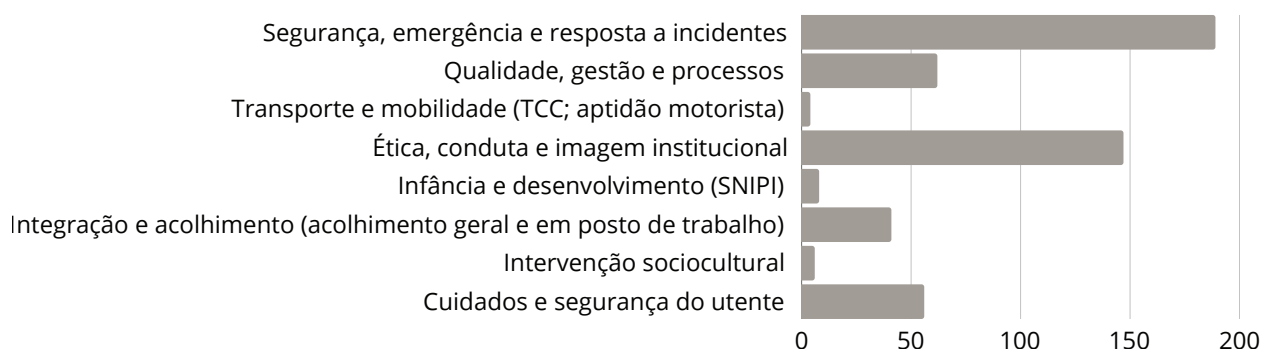 Segurança, emergência e resposta a incidentes
Qualidade, gestão e processos
Transporte e mobilidade (TCC; aptidão motorista)
Ética, conduta e imagem institucional
Infância e desenvolvimento (SNIPI)
Integração e acolhimento (acolhimento geral e em posto de trabalho)
Intervenção sociocultural
Cuidados e segurança do utente
0 50 100 150 200